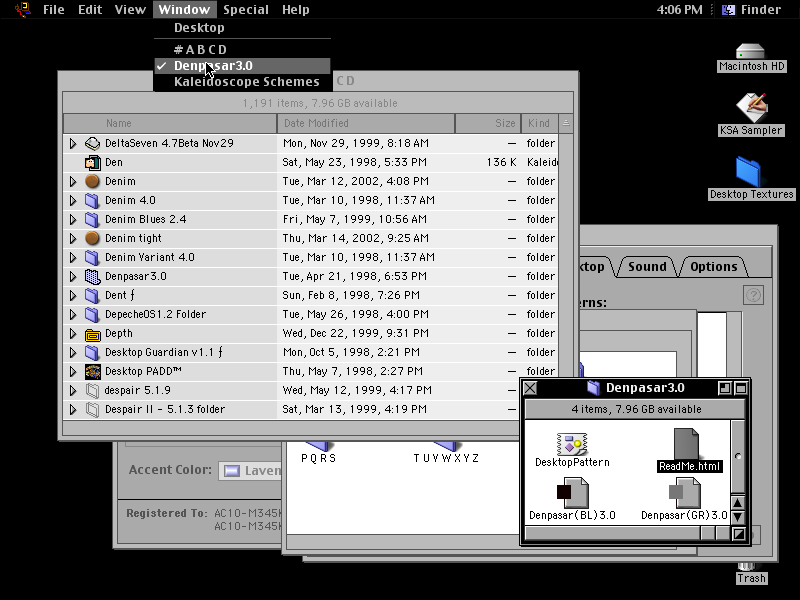 File Edit View Window Special Help 4:06 PM Finder
Desktop
#ABCD
✓ Denpasar3.0
Kaleidoscope Schemes
CD
1,191 items, 7.96 GB available
Name Date Modified Size Kind
DeltaSeven 4.7Beta Nov29 Mon, Nov 29, 1999, 8:18 AM — folder
Den Sat, May 23, 1998, 5:33 PM 136 K Kaleid
Denim Tue, Mar 12, 2002, 4:08 PM — folder
Denim 4.0 Tue, Mar 10, 1998, 11:37 AM — folder
Denim Blues 2.4 Fri, May 7, 1999, 10:56 AM — folder
Denim tight Thu, Mar 14, 2002, 9:25 AM — folder
Denim Variant 4.0 Tue, Mar 10, 1998, 11:37 AM — folder
Denpasar3.0 Tue, Apr 21, 1998, 6:53 PM — folder
Dent ƒ Sun, Feb 8, 1998, 7:26 PM — folder
DepecheOS1.2 Folder Tue, May 26, 1998, 4:00 PM — folder
Depth Wed, Dec 22, 1999, 9:31 PM — folder
Desktop Guardian v1.1 ƒ Mon, Oct 5, 1998, 2:21 PM — folder
Desktop PADD™ Thu, May 7, 1998, 2:27 PM — folder
despair 5.1.9 Wed, May 12, 1999, 4:17 PM — folder
Despair II - 5.1.3 folder Sat, Mar 13, 1999, 4:19 PM — folder
Macintosh HD
KSA Sampler
Desktop Textures
ktop Sound Options
erns:
?
Denpasar3.0
4 items, 7.96 GB available
DesktopPattern
ReadMe.html
Denpasar(BL)3.0
Denpasar(GR)3.0
PQRS
TUVWXYZ
Accent Color: Laven
Registered To: AC10-M345K
AC10-M345K
Trash